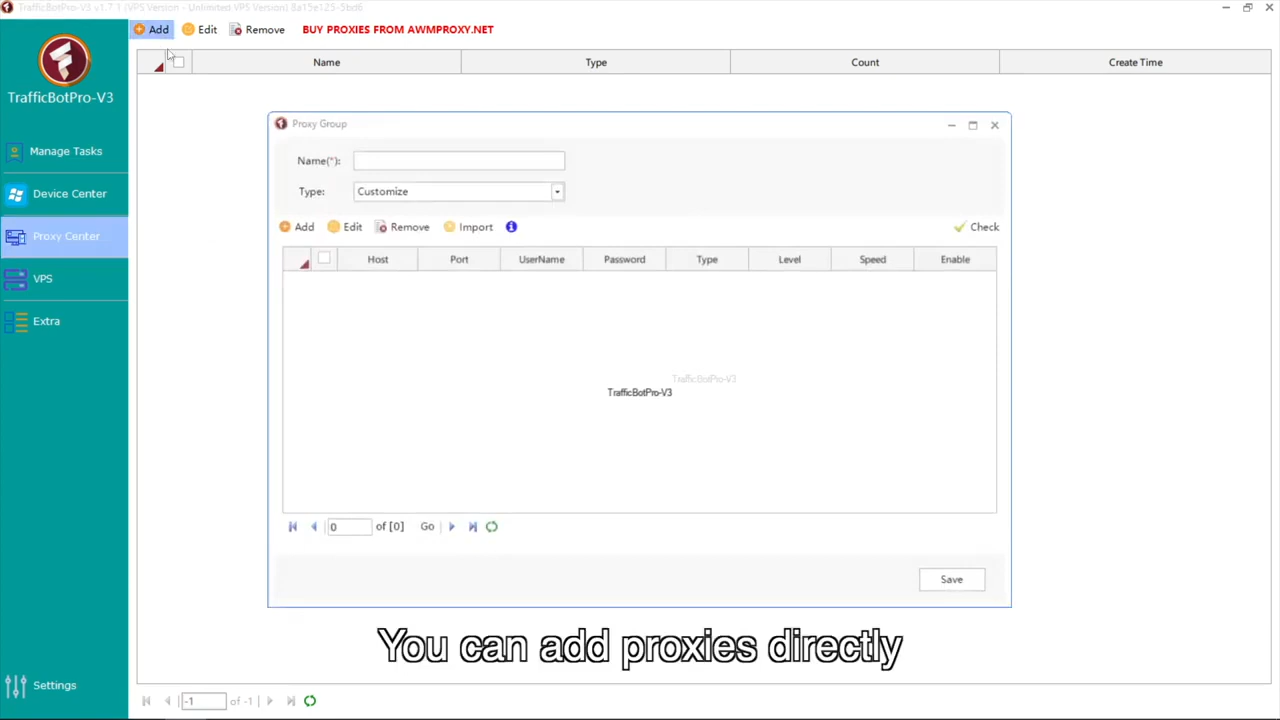 TrafficBotPro-V3 v1.7.1 (VPS Version - Unlimited VPS Version) 8a15e125-5bd6
Add Edit Remove BUY PROXIES FROM AWMPROXY.NET
Name Type Count Create Time
TrafficBotPro-V3
Manage Tasks
Device Center
Proxy Center
VPS
Extra
Settings
Proxy Group
Name(*):
Type: Customize
Add Edit Remove Import Check
Host Port UserName Password Type Level Speed Enable
TrafficBotPro-V3
TrafficBotPro-V3
0 of [0] Go
Save
You can add proxies directly
-1 of -1